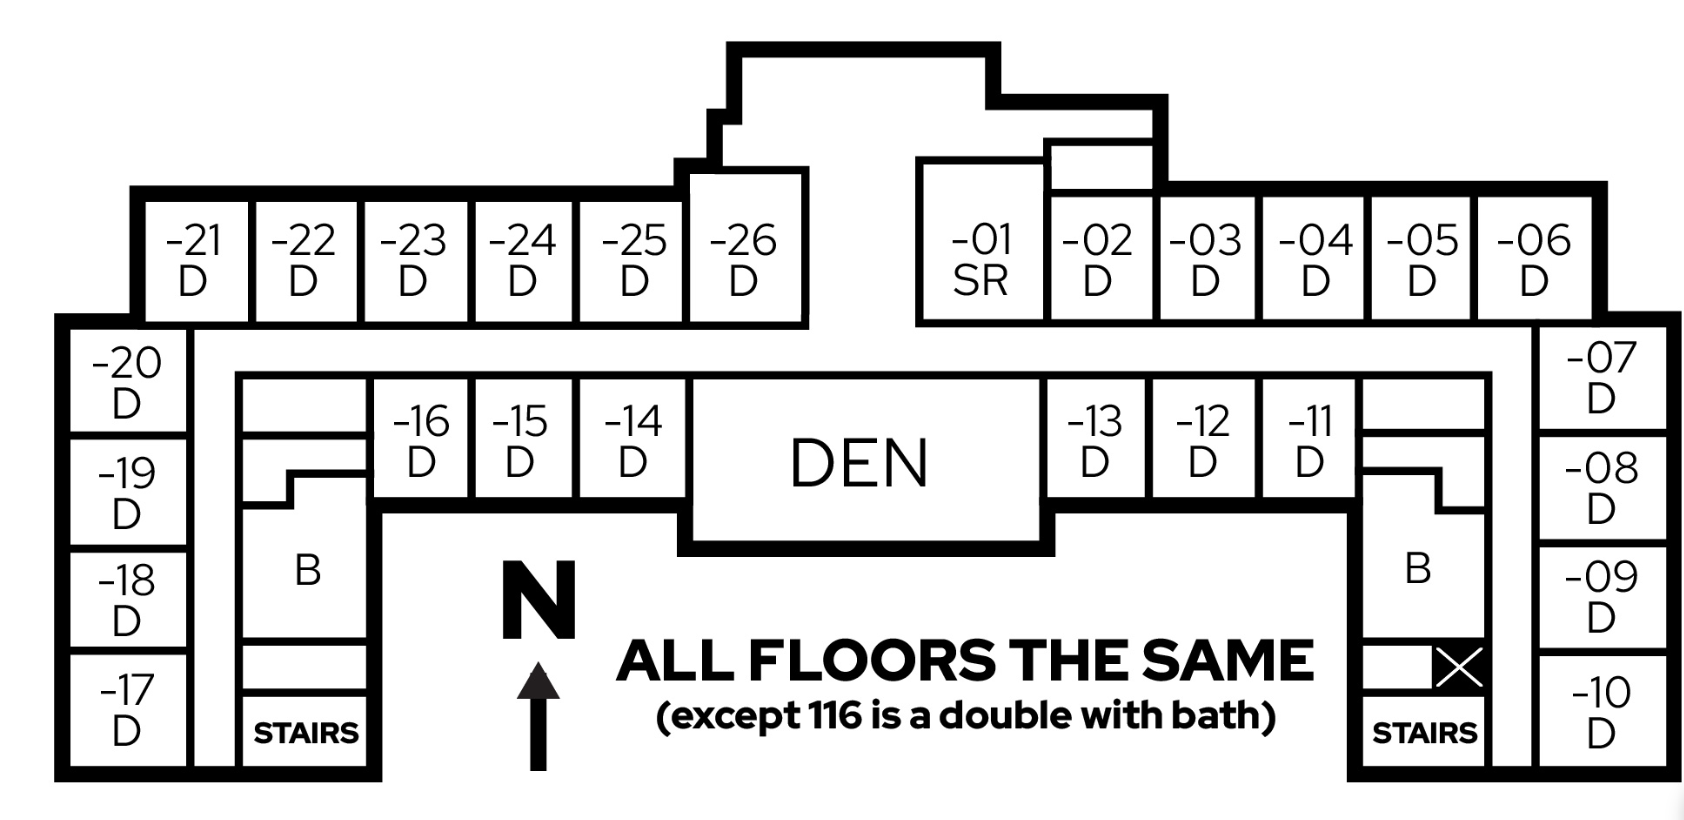 -21
D
-22
D
-23
D
-24
D
-25
D
-26
D
-01
SR
-02
D
-03
D
-04
D
-05
D
-06
D
-20
D
-19
D
-18
D
-17
D
-16
D
-15
D
-14
D
DEN
-13
D
-12
D
-11
D
-07
D
-08
D
-09
D
-10
D
B
B
STAIRS
STAIRS
N
ALL FLOORS THE SAME
(except 116 is a double with bath)